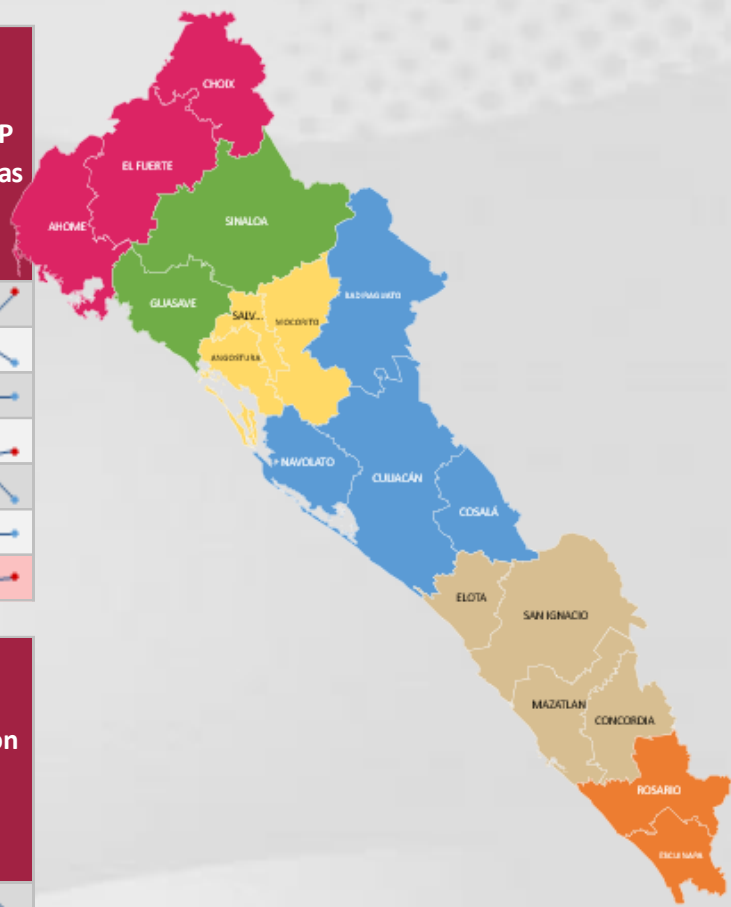 P
as
on
CHOIX
EL FUERTE
AHOME
SINALOA
GUASAVE
SALV...
MOCORITO
BADIRAGUATO
ANGOSTURA
NAVOLATO
CULIACÁN
COSALÁ
ELOTA
SAN IGNACIO
MAZATLAN
CONCORDIA
ROSARIO
ESCUINAPA